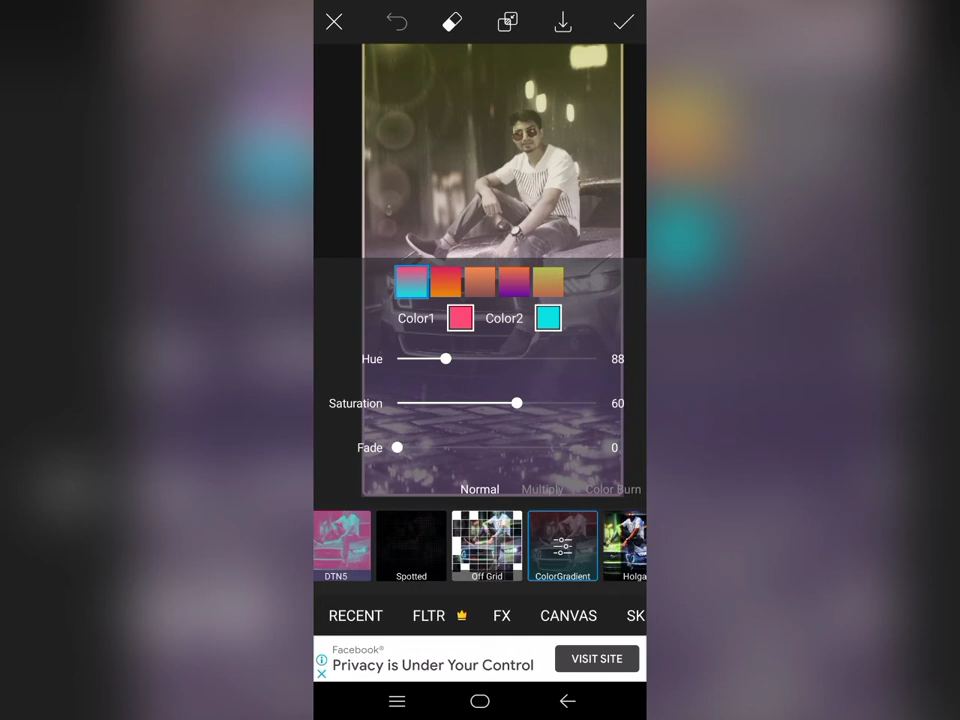 Color1 Color2
Hue 88
Saturation 60
Fade 0
Normal Multiply Color Burn
DTN5 Spotted Off Grid ColorGradient Holga
RECENT FLTR FX CANVAS SK
Facebook®
Privacy is Under Your Control
VISIT SITE